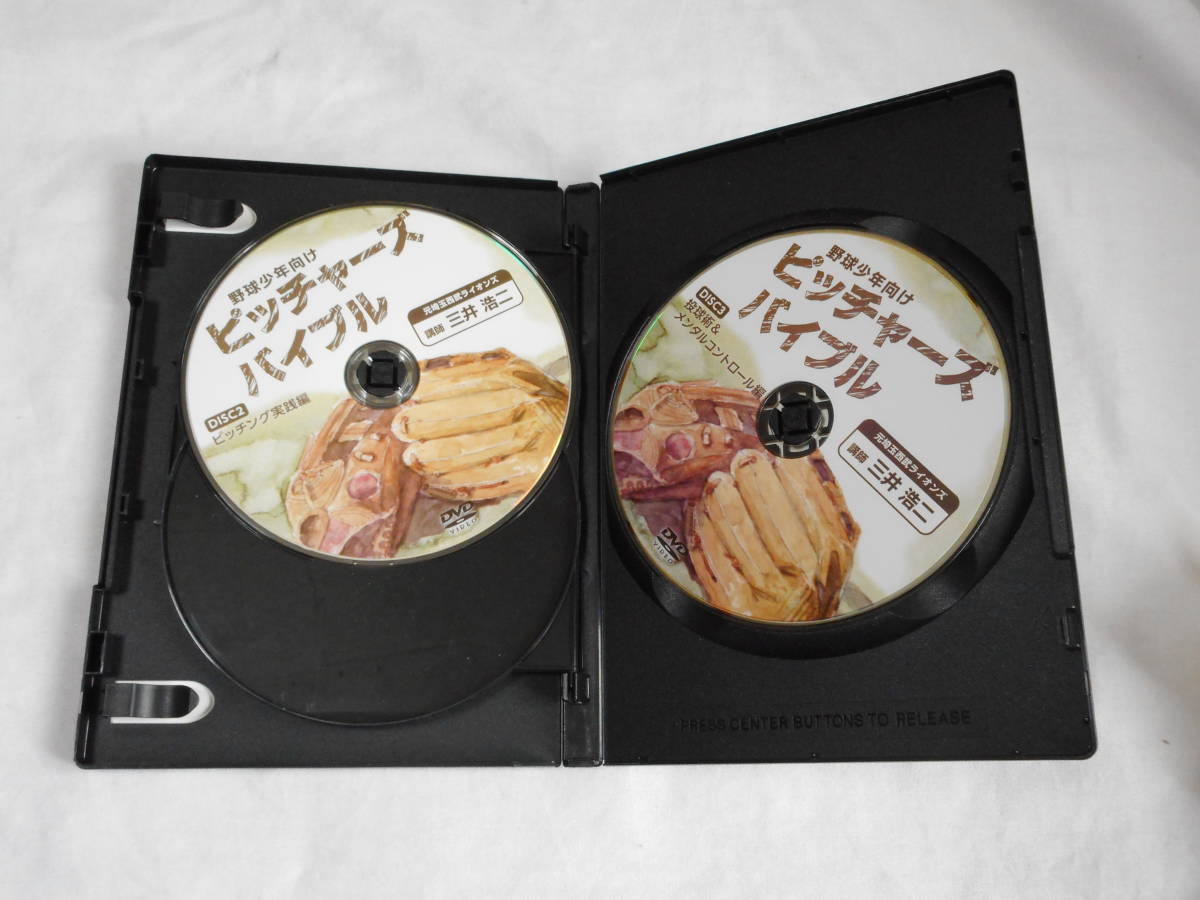 野球少年向け
ピッチャーズ
バイブル
元埼玉西武ライオンズ
講師 三井 浩二
DISC2
ピッチング実践編
DVD
VIDEO
野球少年向け
ピッチャーズ
バイブル
DISC3
投球術&
メンタルコントロール編
元埼玉西武ライオンズ
講師 三井 浩二
DVD
VIDEO
PRESS CENTER BUTTONS TO RELEASE